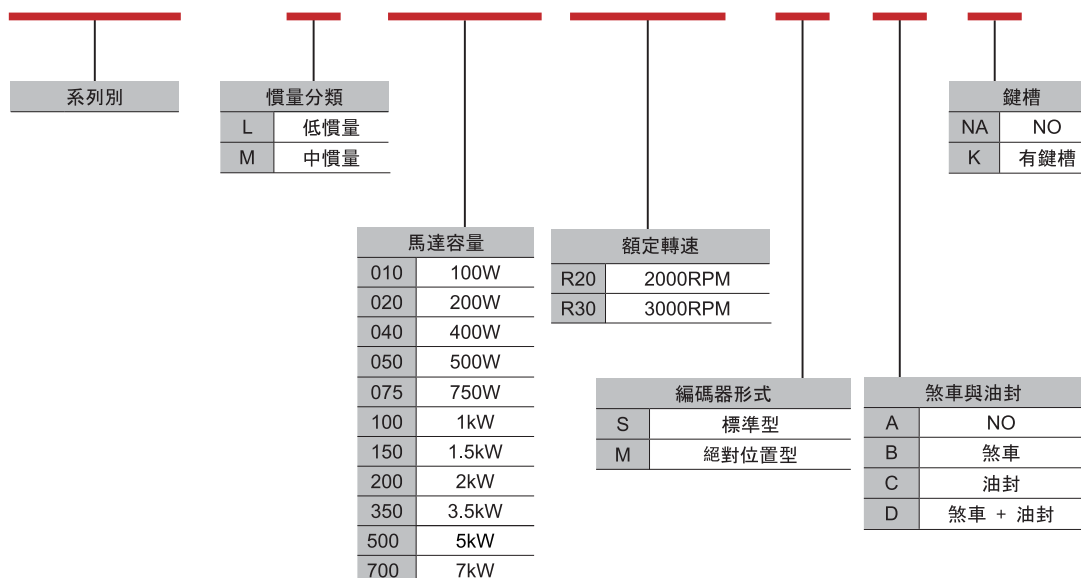 系列別
慣量分類
L 低慣量
M 中慣量
鍵槽
NA NO
K 有鍵槽
馬達容量
010 100W
020 200W
040 400W
050 500W
075 750W
100 1kW
150 1.5kW
200 2kW
350 3.5kW
500 5kW
700 7kW
額定轉速
R20 2000RPM
R30 3000RPM
編碼器形式
S 標準型
M 絕對位置型
煞車與油封
A NO
B 煞車
C 油封
D 煞車 + 油封